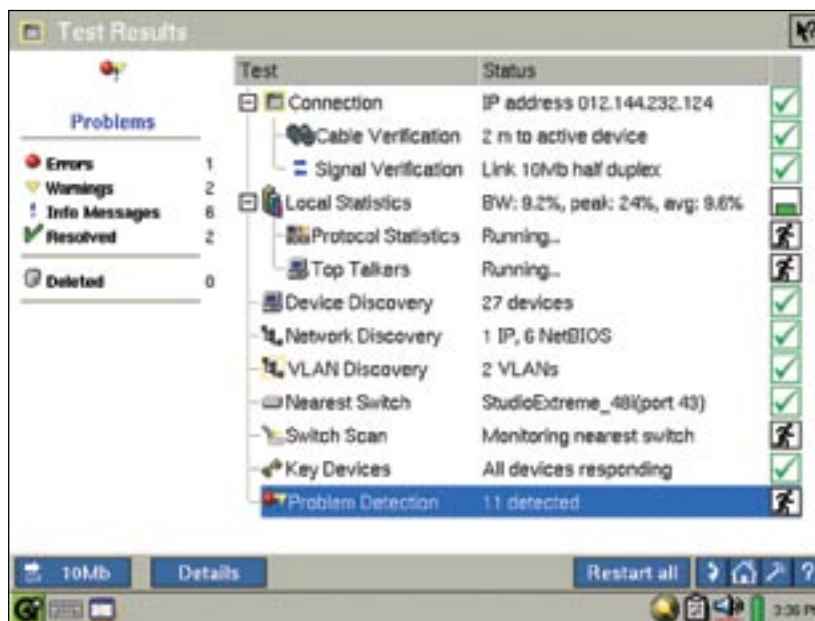 Test Results
Problems
Errors 1
Warnings 2
Info Messages 6
Resolved 2
Deleted 0
Test Status
Connection IP address 012.144.232.124
Cable Verification 2 m to active device
Signal Verification Link 10Mb half duplex
Local Statistics BW: 9.2%, peak: 24%, avg: 9.6%
Protocol Statistics Running...
Top Talkers Running...
Device Discovery 27 devices
Network Discovery 1 IP, 6 NetBIOS
VLAN Discovery 2 VLANs
Nearest Switch StudioExtreme_48i(port 43)
Switch Scan Monitoring nearest switch
Key Devices All devices responding
Problem Detection 11 detected
10Mb Details Restart all ?
3:36 PM